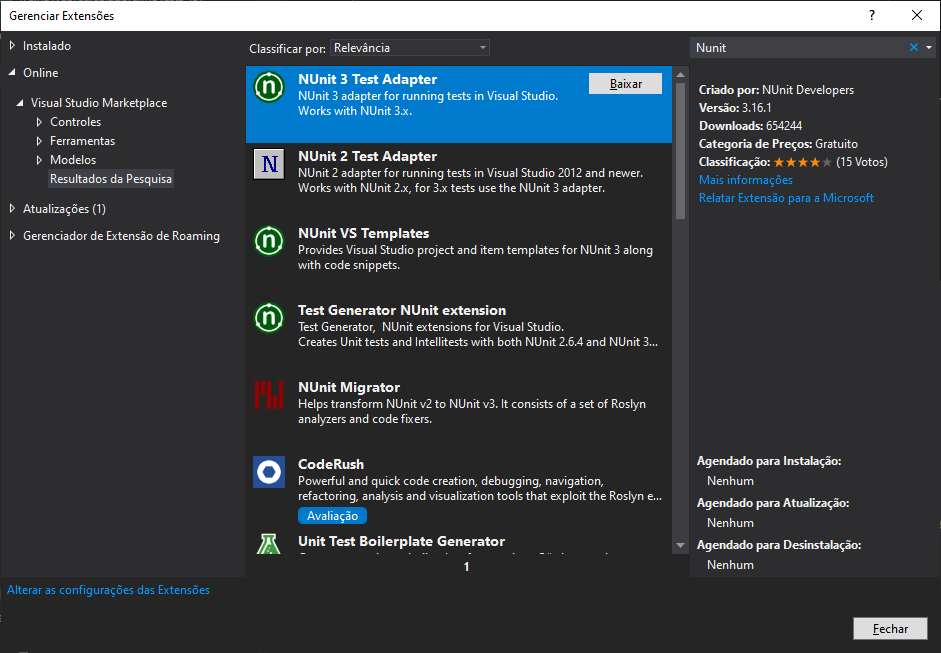 Gerenciar Extensões
?
Instalado
Online
Visual Studio Marketplace
Controles
Ferramentas
Modelos
Resultados da Pesquisa
Atualizações (1)
Gerenciador de Extensão de Roaming
Classificar por: Relevância
NUnit 3 Test Adapter
NUnit 3 adapter for running tests in Visual Studio.
Works with NUnit 3.x.
Baixar
NUnit 2 Test Adapter
NUnit 2 adapter for running tests in Visual Studio 2012 and newer.
Works with NUnit 2.x, for 3.x tests use the NUnit 3 adapter.
NUnit VS Templates
Provides Visual Studio project and item templates for NUnit 3 along
with code snippets.
Test Generator NUnit extension
Test Generator, NUnit extensions for Visual Studio.
Creates Unit tests and Intellitests with both NUnit 2.6.4 and NUnit 3...
NUnit Migrator
Helps transform NUnit v2 to NUnit v3. It consists of a set of Roslyn
analyzers and code fixers.
CodeRush
Powerful and quick code creation, debugging, navigation,
refactoring, analysis and visualization tools that exploit the Roslyn e...
Avaliação
Unit Test Boilerplate Generator
1
Nunit
Criado por: NUnit Developers
Versão: 3.16.1
Downloads: 654244
Categoria de Preços: Gratuito
Classificação: ★★★★★ (15 Votos)
Mais informações
Relatar Extensão para a Microsoft
Agendado para Instalação:
Nenhum
Agendado para Atualização:
Nenhum
Agendado para Desinstalação:
Nenhum
Alterar as configurações das Extensões
Fechar